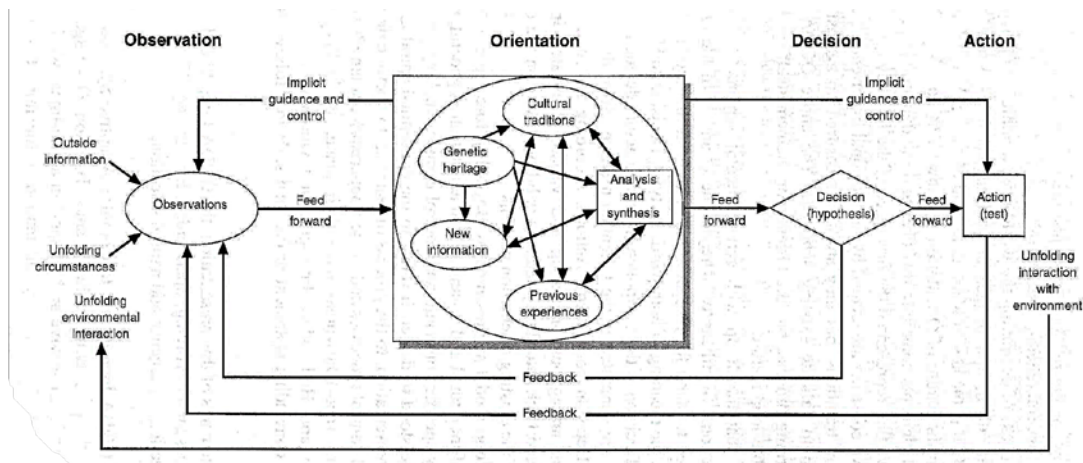 Observation
Orientation
Decision
Action
Implicit
guidance and
control
Cultural
traditions
Implicit
guidance and
control
Outside
information
Genetic
heritage
Analysis
and
synthesis
Observations
Feed
forward
Feed
forward
Decision
(hypothesis)
Feed
forward
Action
(test)
New
information
Unfolding
circumstances
Previous
experiences
Unfolding
interaction
with
environment
Unfolding
environmental
Interaction
Feedback
Feedback